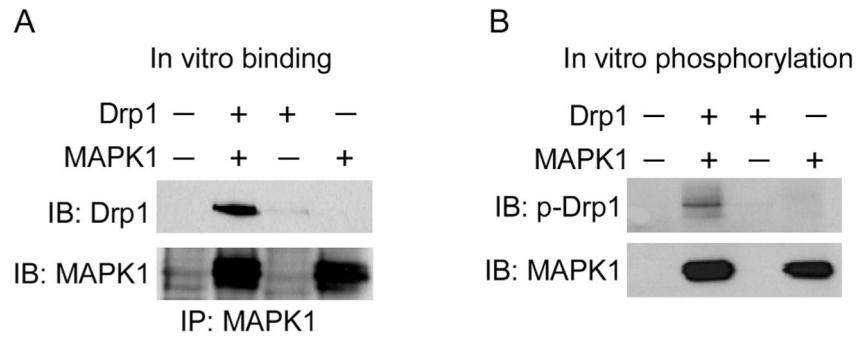 A
In vitro binding
Drp1 — + + —
MAPK1 — + — +
IB: Drp1
IB: MAPK1
IP: MAPK1
B
In vitro phosphorylation
Drp1 — + + —
MAPK1 — + — +
IB: p-Drp1
IB: MAPK1